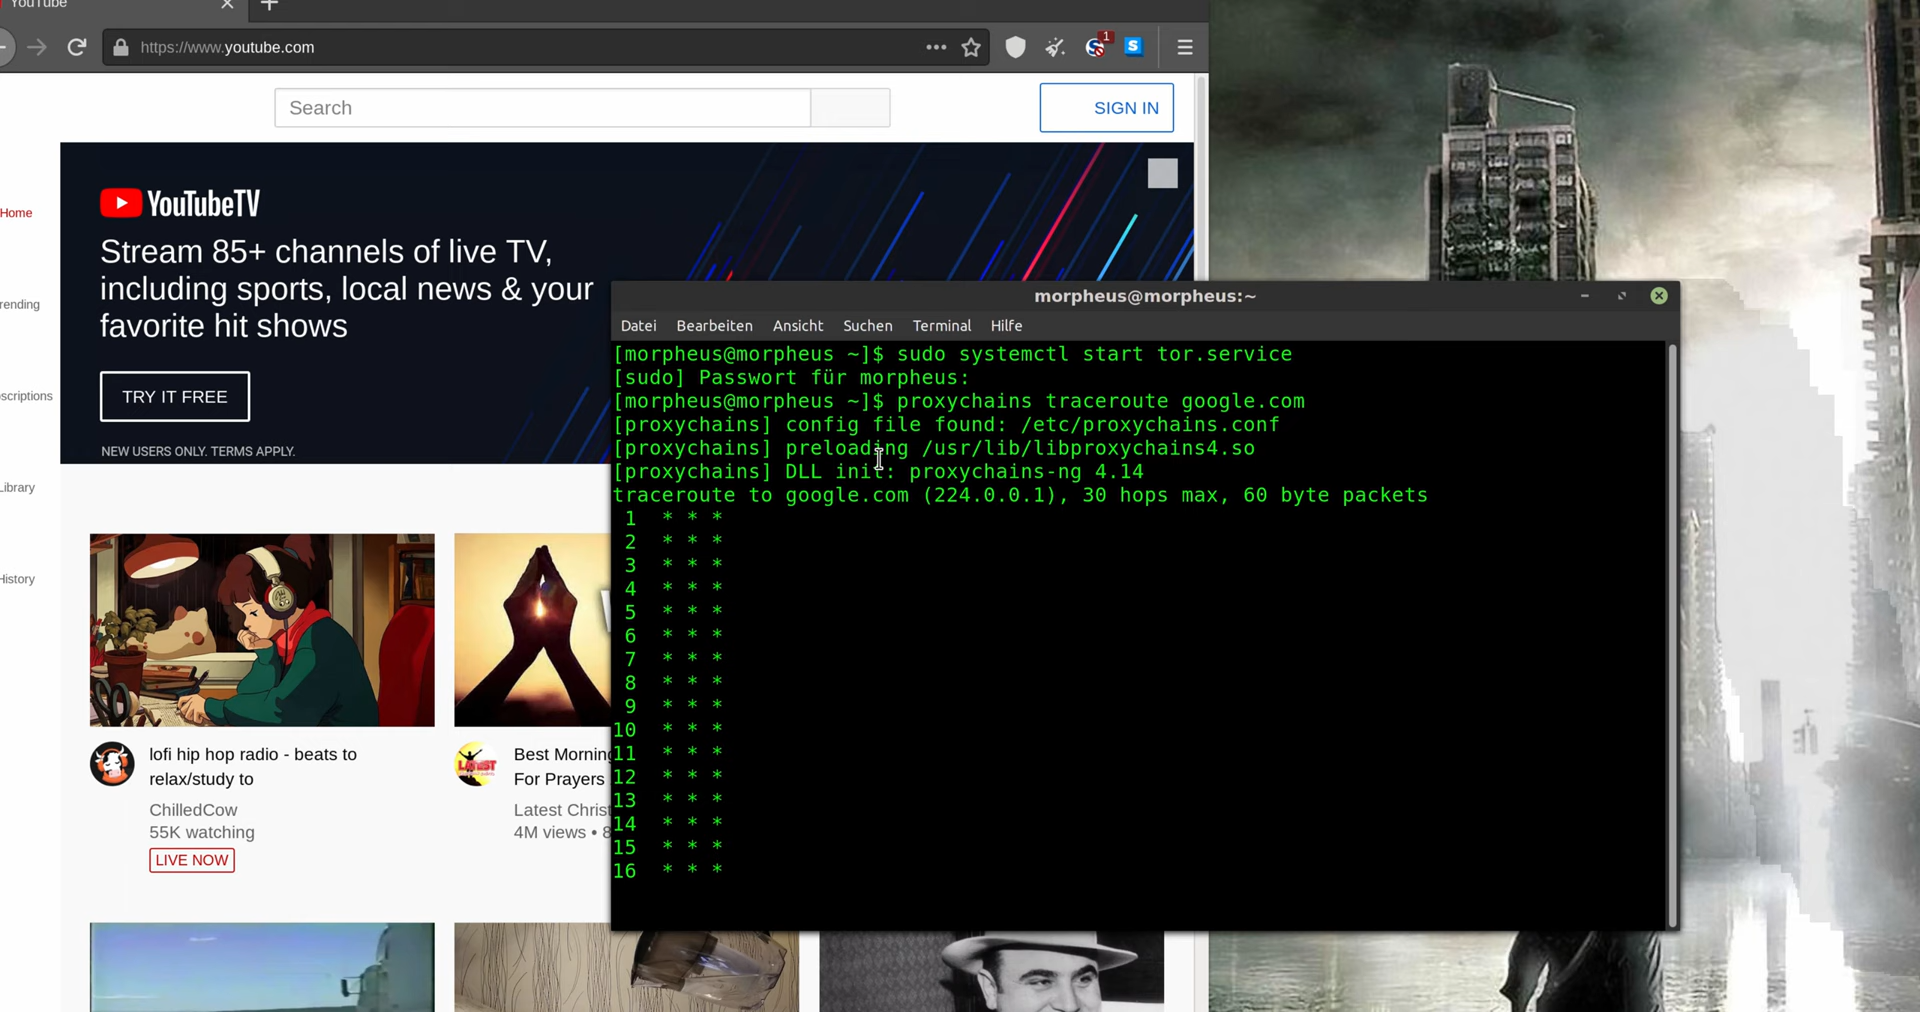 YouTube
https://www.youtube.com
1
S
Search
SIGN IN
YouTubeTV
Stream 85+ channels of live TV,
including sports, local news & your
favorite hit shows
TRY IT FREE
NEW USERS ONLY. TERMS APPLY.
Home
rending
scriptions
Library
History
lofi hip hop radio - beats to
relax/study to
ChilledCow
55K watching
LIVE NOW
LATEST
Best Morning
For Prayers
Latest Christ
4M views • 8
morpheus@morpheus:~
Datei Bearbeiten Ansicht Suchen Terminal Hilfe
[morpheus@morpheus ~]$ sudo systemctl start tor.service
[sudo] Passwort für morpheus:
[morpheus@morpheus ~]$ proxychains traceroute google.com
[proxychains] config file found: /etc/proxychains.conf
[proxychains] preloading /usr/lib/libproxychains4.so
[proxychains] DLL init: proxychains-ng 4.14
traceroute to google.com (224.0.0.1), 30 hops max, 60 byte packets
1 * * *
2 * * *
3 * * *
4 * * *
5 * * *
6 * * *
7 * * *
8 * * *
9 * * *
10 * * *
11 * * *
12 * * *
13 * * *
14 * * *
15 * * *
16 * * *